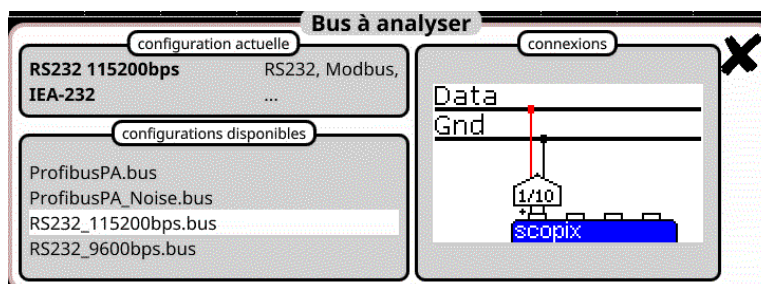 Bus à analyser
configuration actuelle
RS232 115200bps RS232, Modbus,
IEA-232 ...
configurations disponibles
ProfibusPA.bus
ProfibusPA_Noise.bus
RS232_115200bps.bus
RS232_9600bps.bus
connexions
Data
Gnd
1/10
+ -
scopix